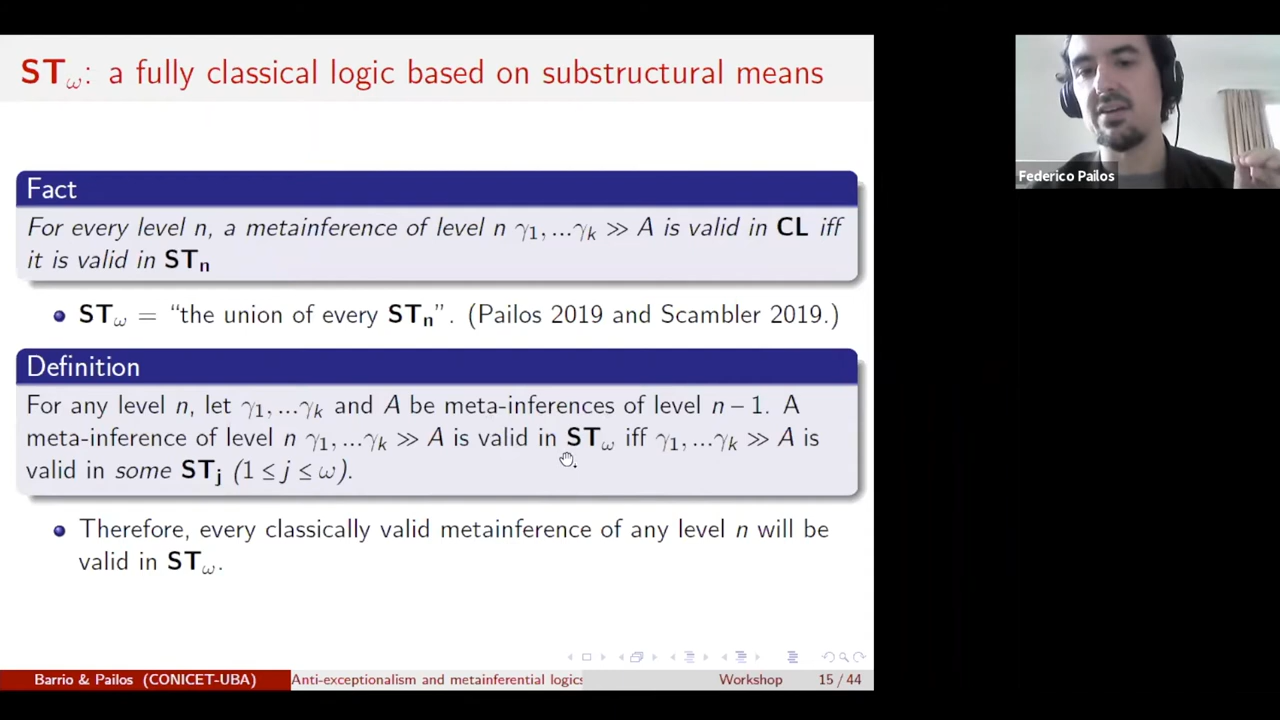 STω: a fully classical logic based on substructural means
Federico Pailos
Fact
For every level n, a metainference of level n γ1, ...γk ≫ A is valid in CL iff
it is valid in STn
STω = “the union of every STn”. (Pailos 2019 and Scambler 2019.)
Definition
For any level n, let γ1, ...γk and A be meta-inferences of level n − 1. A
meta-inference of level n γ1, ...γk ≫ A is valid in STω iff γ1, ...γk ≫ A is
valid in some STj (1 ≤ j ≤ ω).
Therefore, every classically valid metainference of any level n will be
valid in STω.
Barrio & Pailos (CONICET-UBA) Anti-exceptionalism and metainferential logics Workshop 15 / 44